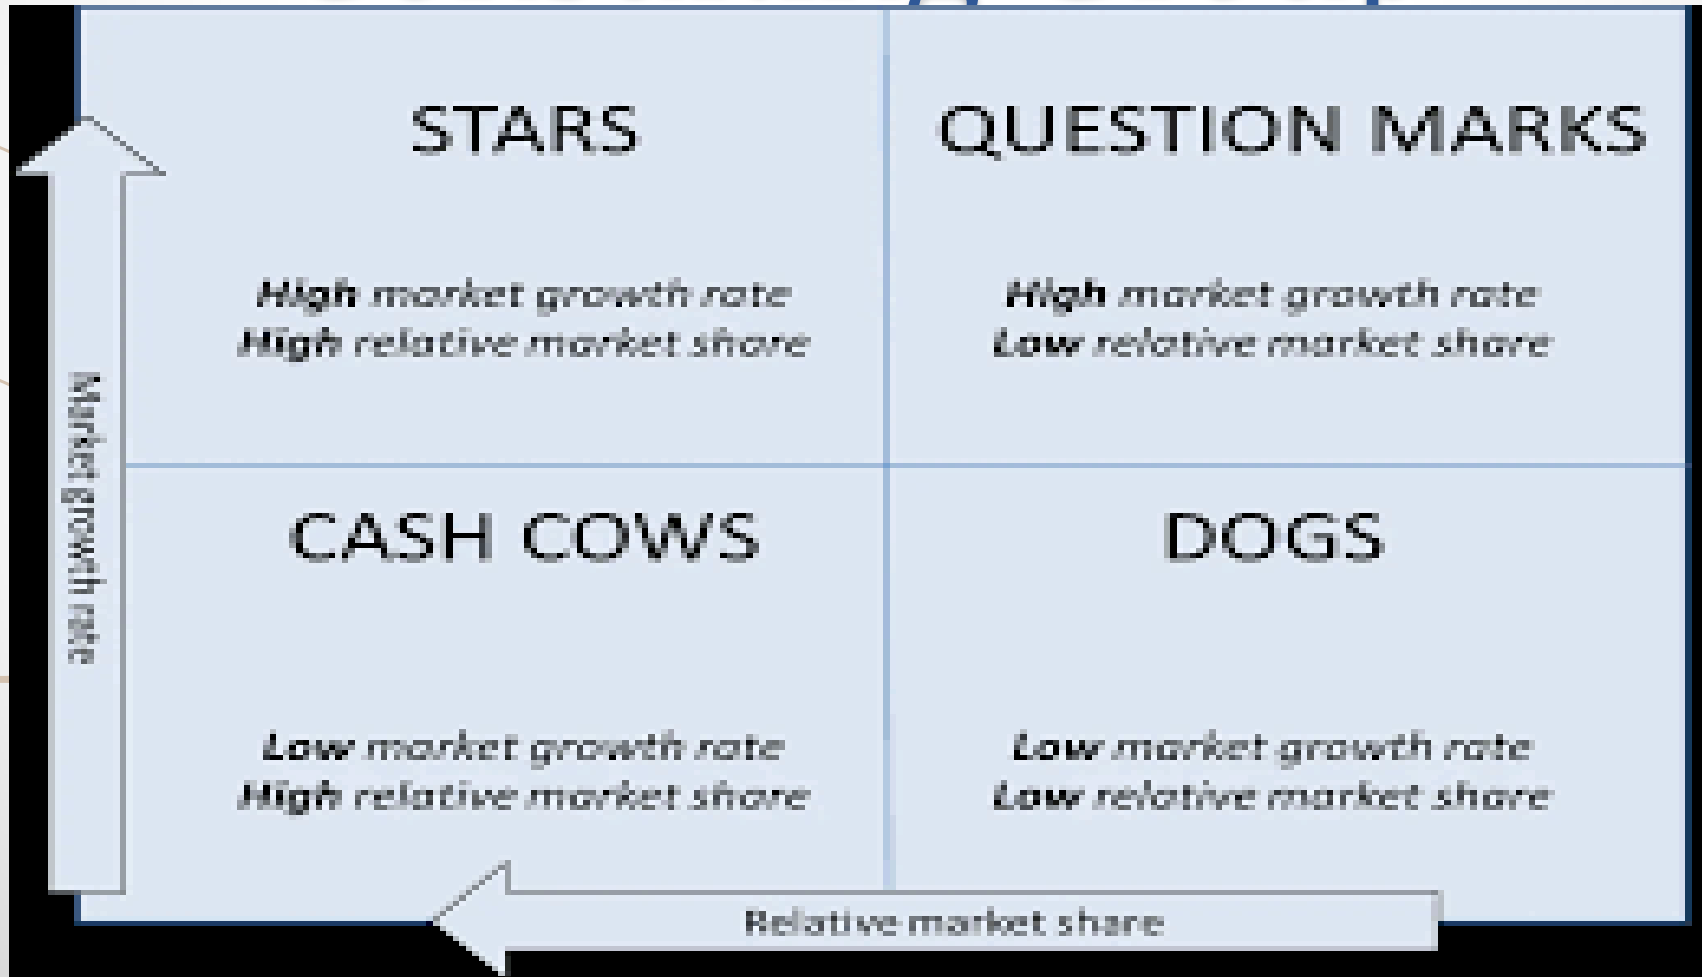 STARS
High market growth rate
High relative market share
QUESTION MARKS
High market growth rate
Low relative market share
Market growth rate
CASH COWS
Low market growth rate
High relative market share
DOGS
Low market growth rate
Low relative market share
Relative market share